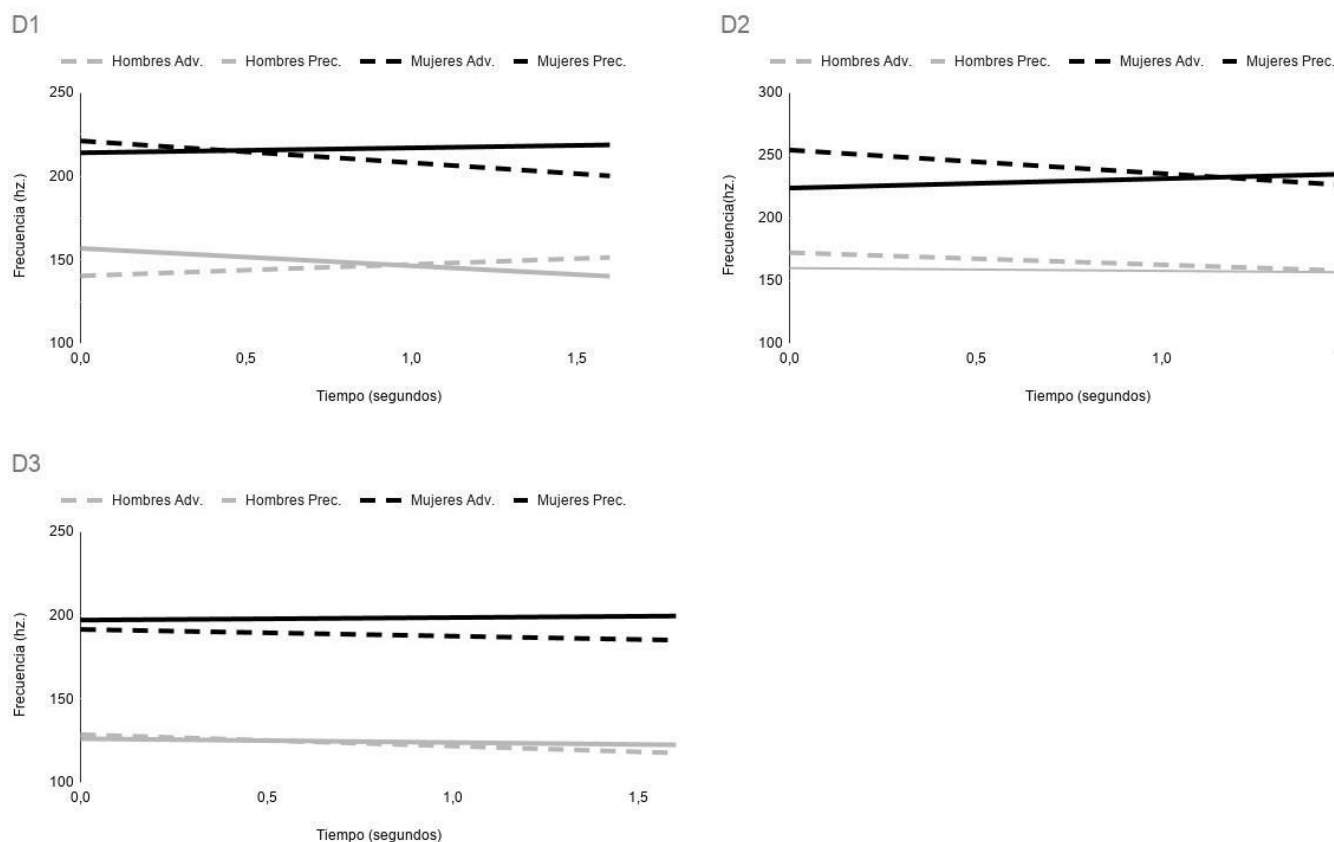 D1
Hombres Adv. Hombres Prec. Mujeres Adv. Mujeres Prec.
250
200
150
100
Frecuencia (hz.)
0,0 0,5 1,0 1,5
Tiempo (segundos)
D2
Hombres Adv. Hombres Prec. Mujeres Adv. Mujeres Prec.
300
250
200
150
100
Frecuencia(hz.)
0,0 0,5 1,0
Tiempo (segundos)
D3
Hombres Adv. Hombres Prec. Mujeres Adv. Mujeres Prec.
250
200
150
100
Frecuencia (hz.)
0,0 0,5 1,0 1,5
Tiempo (segundos)